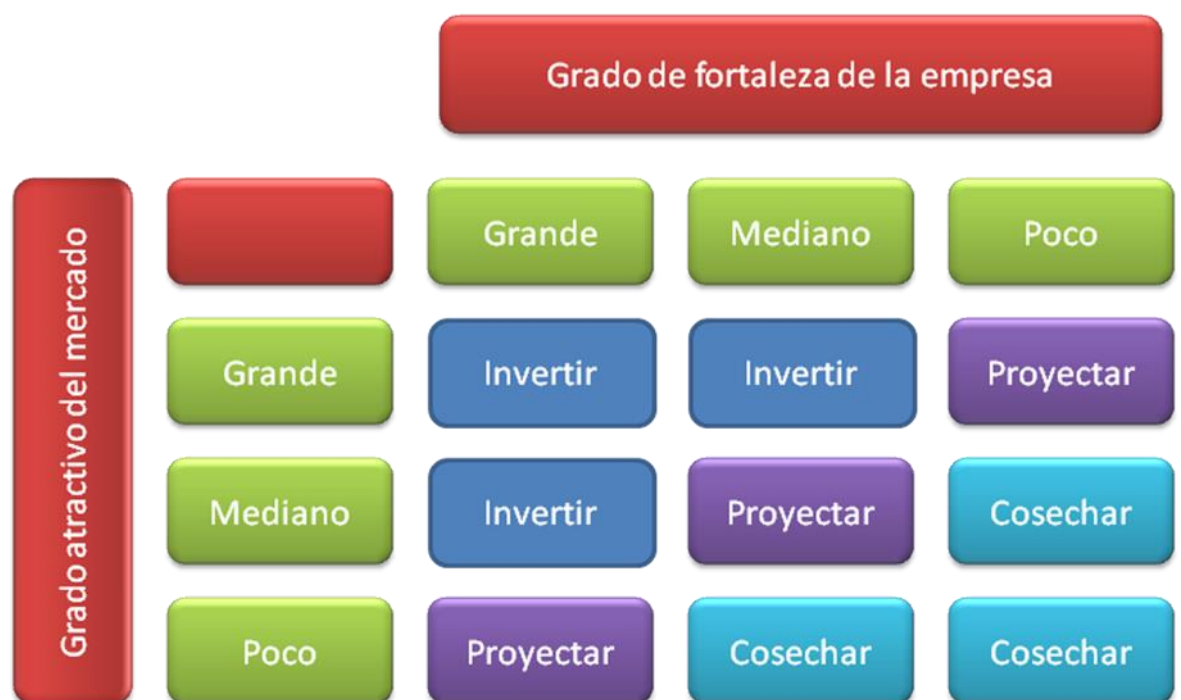 Grado de fortaleza de la empresa
Grado atractivo del mercado
Grande Mediano Poco
Grande Invertir Invertir Proyectar
Mediano Invertir Proyectar Cosechar
Poco Proyectar Cosechar Cosechar